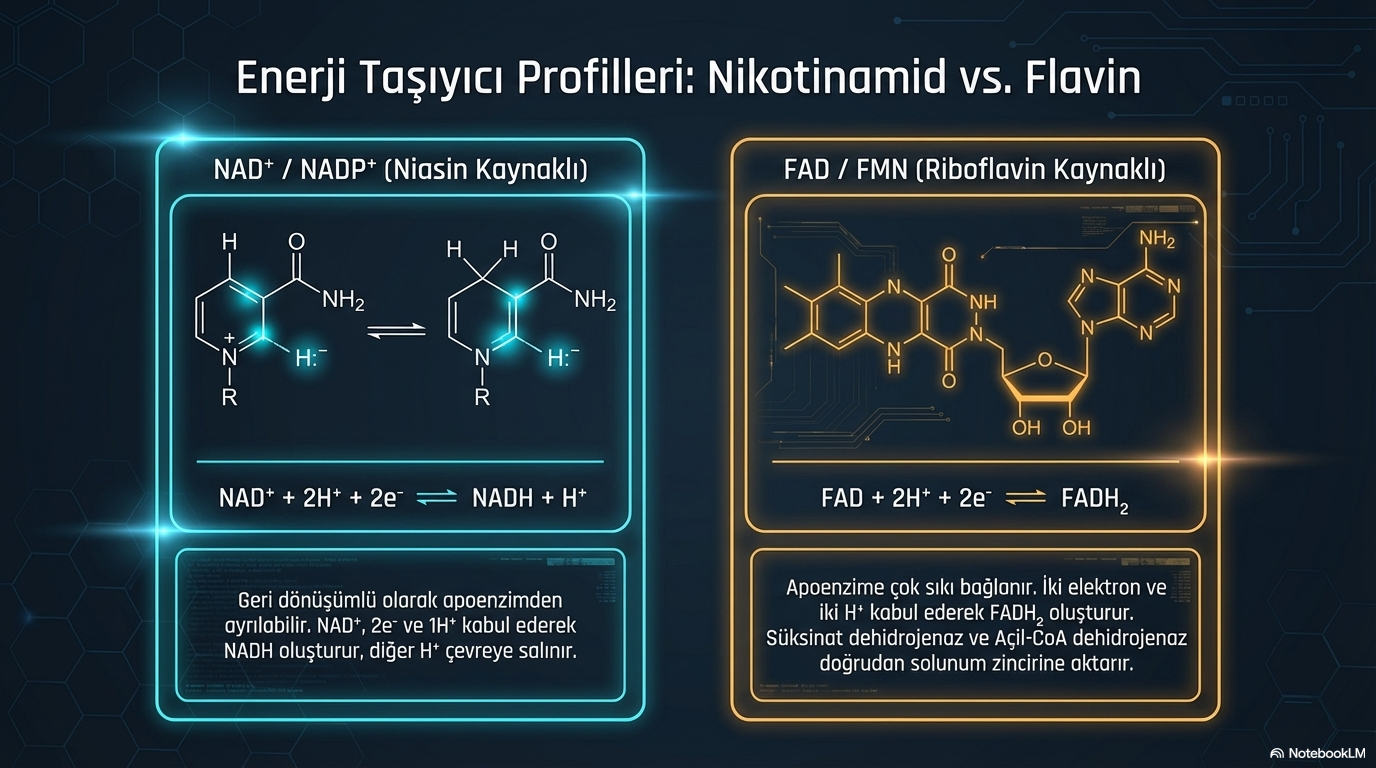 Enerji Taşıyıcı Profilleri: Nikotinamid vs. Flavin
NAD⁺ / NADP⁺ (Niasin Kaynaklı)
H
O
NH₂
+
N
H:⁻
R
H
H
O
NH₂
N
H:⁻
R
NAD⁺ + 2H⁺ + 2e⁻ ⇌ NADH + H⁺
Geri dönüşümlü olarak apoenzimden
ayrılabilir. NAD⁺, 2e⁻ ve 1H⁺ kabul ederek
NADH oluşturur, diğer H⁺ çevreye salınır.
FAD / FMN (Riboflavin Kaynaklı)
N
N
H
O
NH
N
O
O
OH
OH
NH₂
N
N
N
N
FAD + 2H⁺ + 2e⁻ ⇌ FADH₂
Apoenzime çok sıkı bağlanır. İki elektron ve
iki H⁺ kabul ederek FADH₂ oluşturur.
Süksinat dehidrojenaz ve Açil-CoA dehidrojenaz
doğrudan solunum zincirine aktarır.
NotebookLM